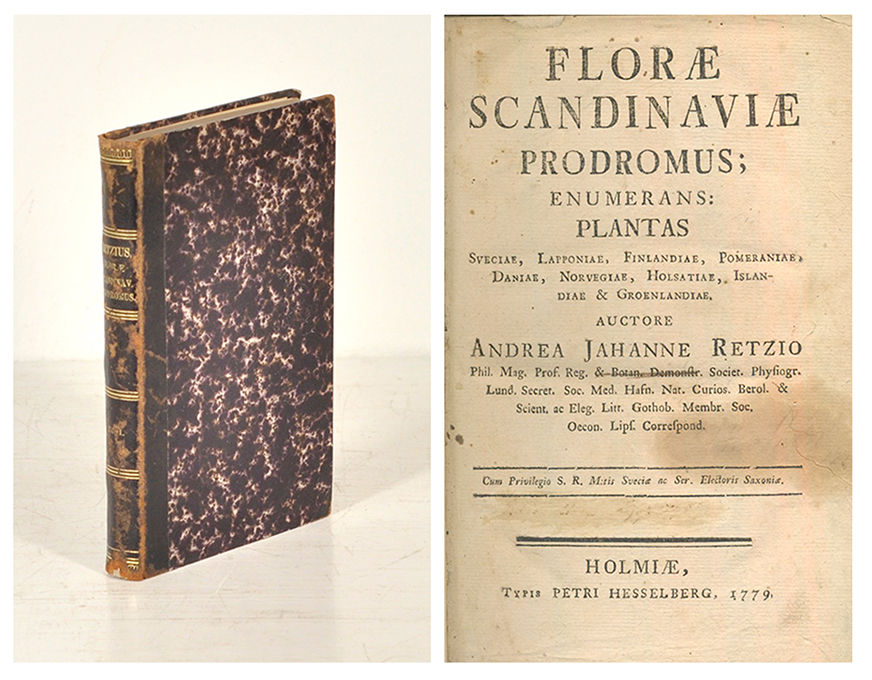 FLORÆ
SCANDINAV.
PRODROMUS.
FLORÆ
SCANDINAVIÆ
PRODROMUS;
ENUMERANS:
PLANTAS
SVECIAE, LAPPONIAE, FINLANDIAE, POMERANIAE,
DANIAE, NORVEGIAE, HOLSATIAE, ISLAN-
DIAE & GROENLANDIAE.
AUCTORE
ANDREA JAHANNE RETZIO
Phil. Mag. Prof. Reg. & Botan. Demonſtr. Societ. Phyſiogr.
Lund. Secret. Soc. Med. Hafn. Nat. Curios. Berol. &
Scient. ac Eleg. Litt. Gothob. Membr. Soc.
Oecon. Lipſ. Correſpond.
Cum Privilegio S. R. M:tis Sveciæ ac Ser. Electoris Saxoniæ.
HOLMIÆ,
TYPIS PETRI HESSELBERG, 1779.